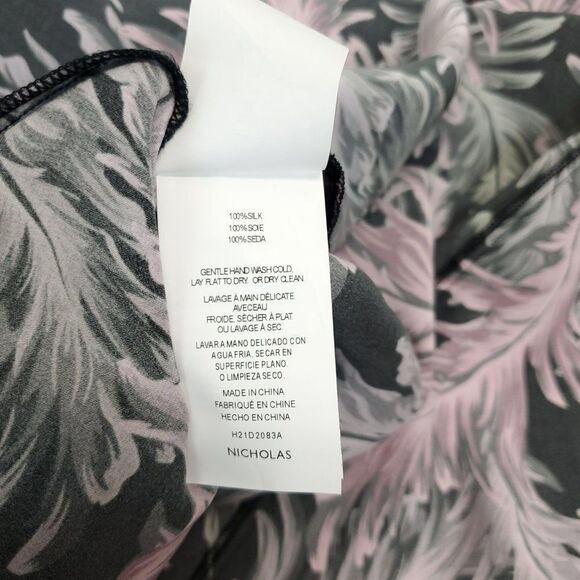 100%SILK
100%SOIE
100%SEDA
GENTLE HAND WASH COLD,
LAY FLAT TO DRY. OR DRY CLEAN
LAVAGE À MAIN DÉLICATE
AVECEAU
FROIDE, SÉCHER À PLAT
OU LAVAGE À SEC
LAVAR A MANO DELICADO CON
AGUA FRIA, SECAR EN
SUPERFICIE PLANO.
O LIMPIEZA SECO.
MADE IN CHINA
FABRIQUÉ EN CHINE
HECHO EN CHINA
H21D2083A
NICHOLAS